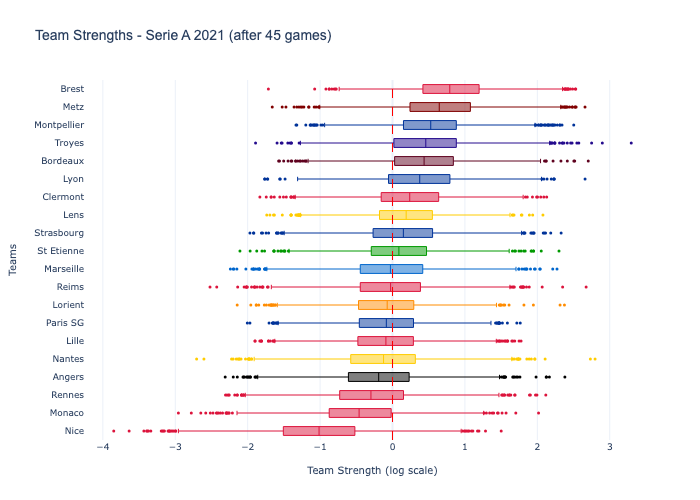 Team Strengths - Serie A 2021 (after 45 games)
Brest
Metz
Montpellier
Troyes
Bordeaux
Lyon
Clermont
Lens
Strasbourg
St Etienne
Marseille
Reims
Lorient
Paris SG
Lille
Nantes
Angers
Rennes
Monaco
Nice
Teams
−4 −3 −2 −1 0 1 2 3
Team Strength (log scale)